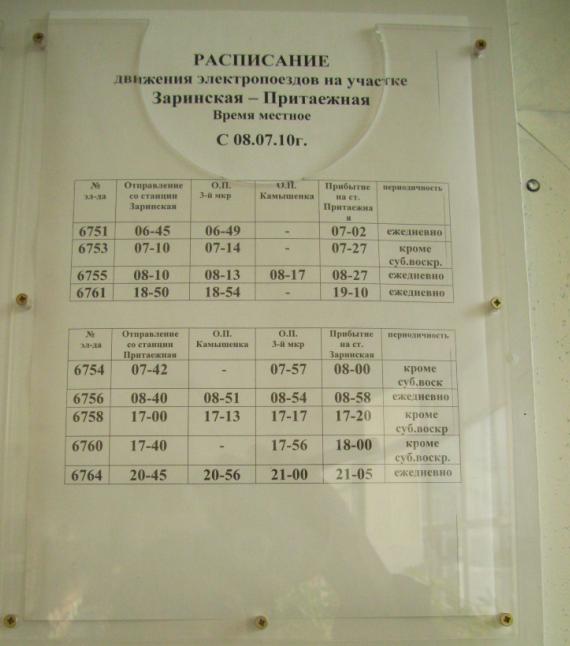 РАСПИСАНИЕ
движения электропоездов на участке
Заринская – Притаежная
Время местное
С 08.07.10г.
№ эл-да Отправление со станции Заринская О.П. 3-й мкр О.П. Камышенка Прибытие на ст. Притаежная периодичность
6751 06-45 06-49 - 07-02 ежедневно
6753 07-10 07-14 - 07-27 кроме суб.воскр.
6755 08-10 08-13 08-17 08-27 ежедневно
6761 18-50 18-54 - 19-10 ежедневно
№ эл-да Отправление со станции Притаежная О.П. Камышенка О.П. 3-й мкр Прибытие на ст. Заринская периодичность
6754 07-42 - 07-57 08-00 кроме суб.воск
6756 08-40 08-51 08-54 08-58 ежедневно
6758 17-00 17-13 17-17 17-20 кроме суб.воскр
6760 17-40 - 17-56 18-00 кроме суб.воскр.
6764 20-45 20-56 21-00 21-05 ежедневно